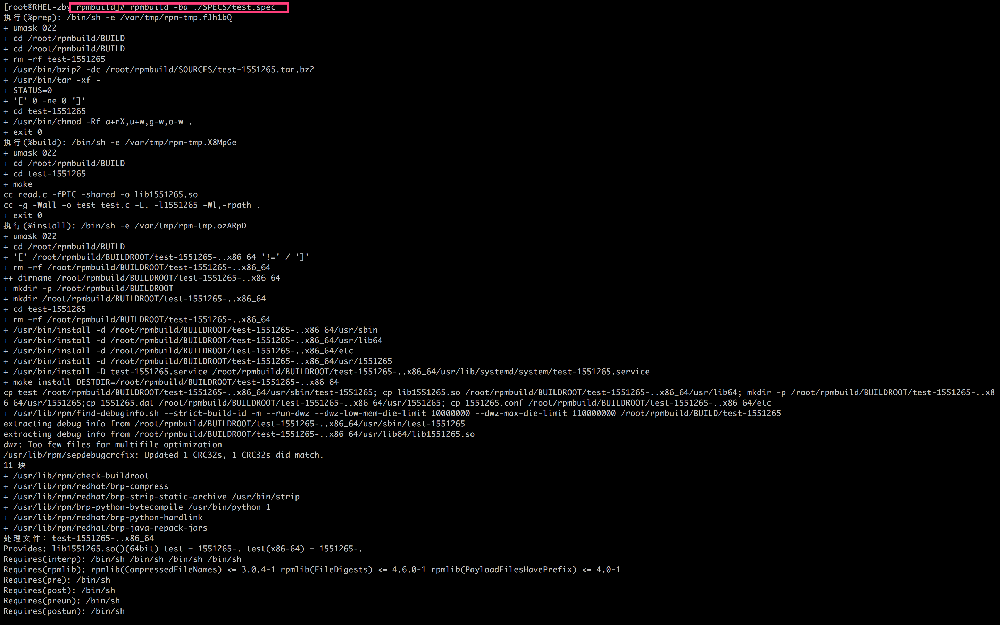 [root@RHEL-zby rpmbuild]# rpmbuild -ba ./SPECS/test.spec
执行(%prep): /bin/sh -e /var/tmp/rpm-tmp.fJh1bQ
+ umask 022
+ cd /root/rpmbuild/BUILD
+ cd /root/rpmbuild/BUILD
+ rm -rf test-1551265
+ /usr/bin/bzip2 -dc /root/rpmbuild/SOURCES/test-1551265.tar.bz2
+ /usr/bin/tar -xf -
+ STATUS=0
+ '[' 0 -ne 0 ']'
+ cd test-1551265
+ /usr/bin/chmod -Rf a+rX,u+w,g-w,o-w .
+ exit 0
执行(%build): /bin/sh -e /var/tmp/rpm-tmp.X8MpGe
+ umask 022
+ cd /root/rpmbuild/BUILD
+ cd test-1551265
+ make
cc read.c -fPIC -shared -o lib1551265.so
cc -g -Wall -o test test.c -L. -l1551265 -Wl,-rpath .
+ exit 0
执行(%install): /bin/sh -e /var/tmp/rpm-tmp.ozARpD
+ umask 022
+ cd /root/rpmbuild/BUILD
+ '[' /root/rpmbuild/BUILDROOT/test-1551265-..x86_64 '!=' / ']'
+ rm -rf /root/rpmbuild/BUILDROOT/test-1551265-..x86_64
++ dirname /root/rpmbuild/BUILDROOT/test-1551265-..x86_64
+ mkdir -p /root/rpmbuild/BUILDROOT
+ mkdir /root/rpmbuild/BUILDROOT/test-1551265-..x86_64
+ cd test-1551265
+ rm -rf /root/rpmbuild/BUILDROOT/test-1551265-..x86_64
+ /usr/bin/install -d /root/rpmbuild/BUILDROOT/test-1551265-..x86_64/usr/sbin
+ /usr/bin/install -d /root/rpmbuild/BUILDROOT/test-1551265-..x86_64/usr/lib64
+ /usr/bin/install -d /root/rpmbuild/BUILDROOT/test-1551265-..x86_64/etc
+ /usr/bin/install -d /root/rpmbuild/BUILDROOT/test-1551265-..x86_64/usr/1551265
+ /usr/bin/install -D test-1551265.service /root/rpmbuild/BUILDROOT/test-1551265-..x86_64/usr/lib/systemd/system/test-1551265.service
+ make install DESTDIR=/root/rpmbuild/BUILDROOT/test-1551265-..x86_64
cp test /root/rpmbuild/BUILDROOT/test-1551265-..x86_64/usr/sbin/test-1551265; cp lib1551265.so /root/rpmbuild/BUILDROOT/test-1551265-..x86_64/usr/lib64; mkdir -p /root/rpmbuild/BUILDROOT/test-1551265-..x8
6_64/usr/1551265;cp 1551265.dat /root/rpmbuild/BUILDROOT/test-1551265-..x86_64/usr/1551265; cp 1551265.conf /root/rpmbuild/BUILDROOT/test-1551265-..x86_64/etc
+ /usr/lib/rpm/find-debuginfo.sh --strict-build-id -m --run-dwz --dwz-low-mem-die-limit 10000000 --dwz-max-die-limit 110000000 /root/rpmbuild/BUILD/test-1551265
extracting debug info from /root/rpmbuild/BUILDROOT/test-1551265-..x86_64/usr/sbin/test-1551265
extracting debug info from /root/rpmbuild/BUILDROOT/test-1551265-..x86_64/usr/lib64/lib1551265.so
dwz: Too few files for multifile optimization
/usr/lib/rpm/sepdebugcrcfix: Updated 1 CRC32s, 1 CRC32s did match.
11 块
+ /usr/lib/rpm/check-buildroot
+ /usr/lib/rpm/redhat/brp-compress
+ /usr/lib/rpm/redhat/brp-strip-static-archive /usr/bin/strip
+ /usr/lib/rpm/brp-python-bytecompile /usr/bin/python 1
+ /usr/lib/rpm/redhat/brp-python-hardlink
+ /usr/lib/rpm/redhat/brp-java-repack-jars
处理文件: test-1551265-..x86_64
Provides: lib1551265.so()(64bit) test = 1551265-. test(x86-64) = 1551265-.
Requires(interp): /bin/sh /bin/sh /bin/sh /bin/sh
Requires(rpmlib): rpmlib(CompressedFileNames) <= 3.0.4-1 rpmlib(FileDigests) <= 4.6.0-1 rpmlib(PayloadFilesHavePrefix) <= 4.0-1
Requires(pre): /bin/sh
Requires(post): /bin/sh
Requires(preun): /bin/sh
Requires(postun): /bin/sh